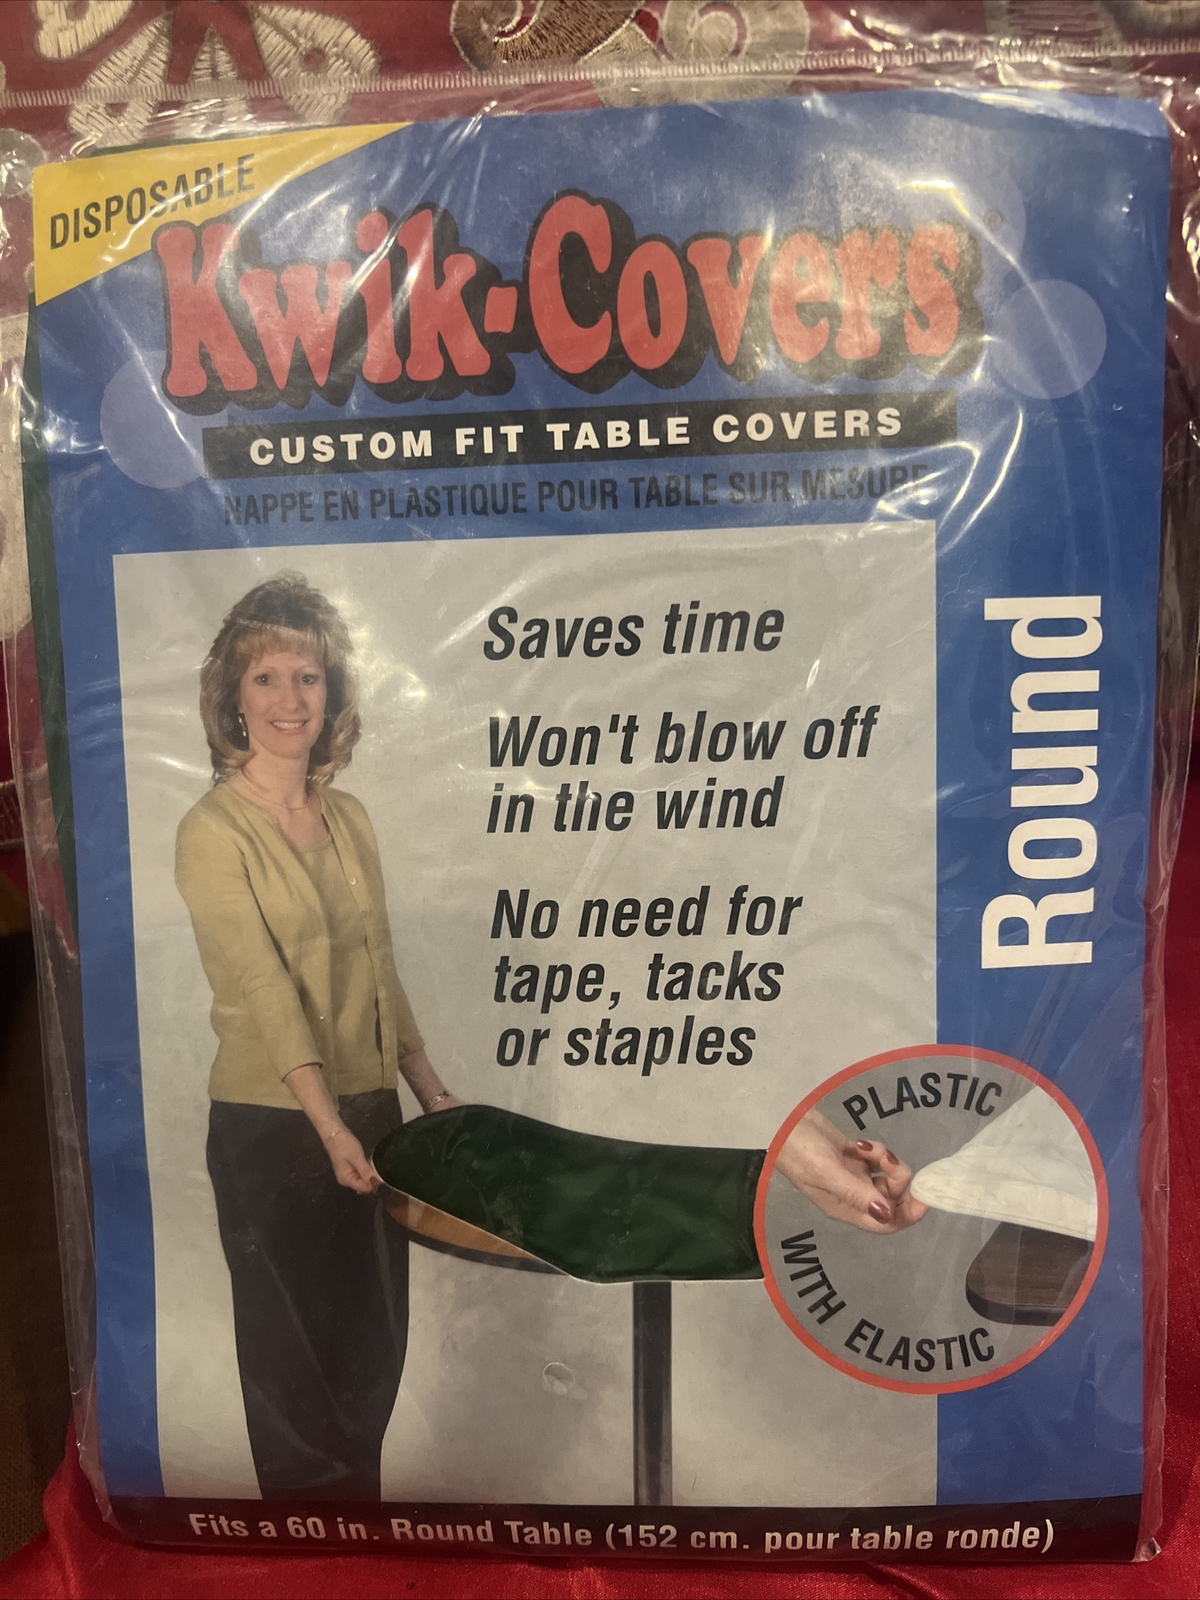 DISPOSABLE
Kwik-Covers®
CUSTOM FIT TABLE COVERS
NAPPE EN PLASTIQUE POUR TABLE SUR MESURE
Saves time
Won't blow off
in the wind
No need for
tape, tacks
or staples
Round
PLASTIC
WITH ELASTIC
Fits a 60 in. Round Table (152 cm. pour table ronde)